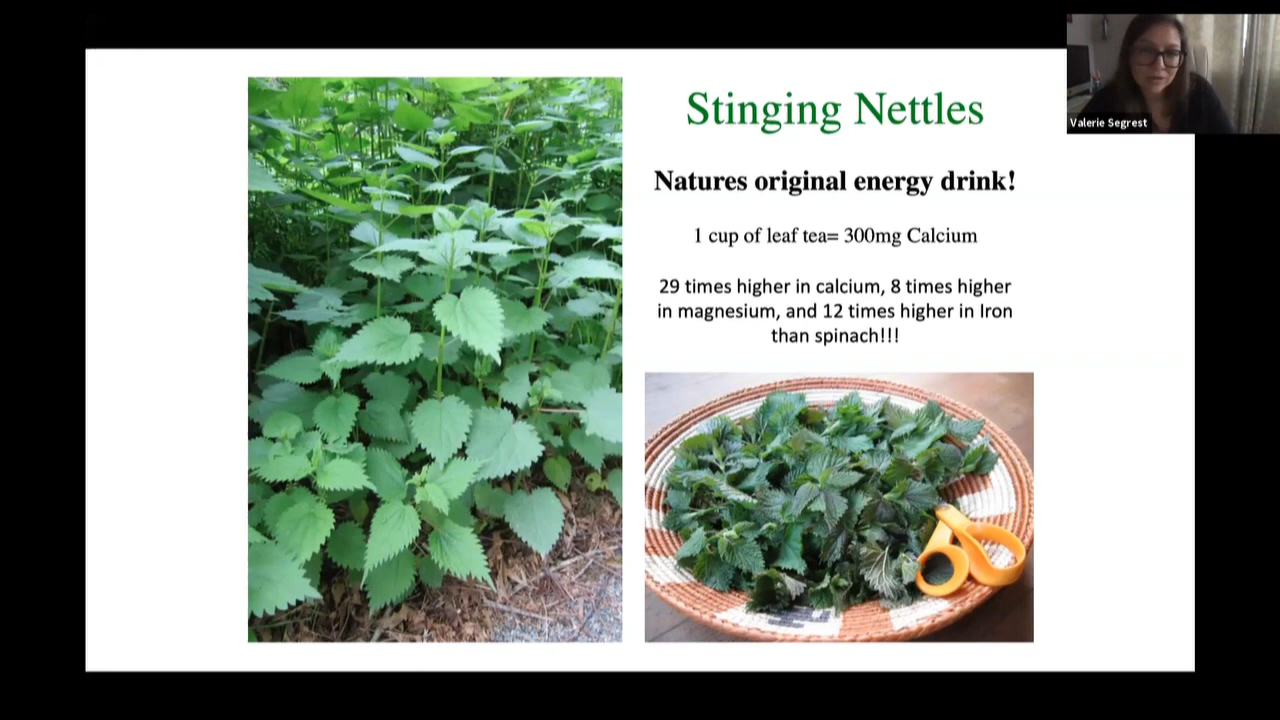 Stinging Nettles
Natures original energy drink!
1 cup of leaf tea= 300mg Calcium
29 times higher in calcium, 8 times higher
in magnesium, and 12 times higher in Iron
than spinach!!!
Valerie Segrest